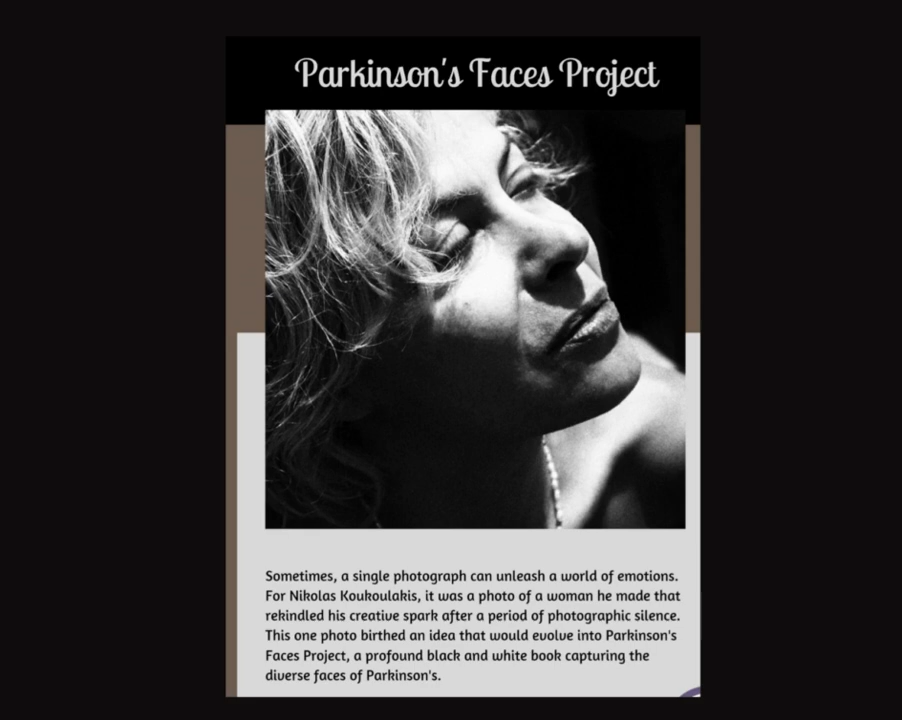 Parkinson's Faces Project
Sometimes, a single photograph can unleash a world of emotions.
For Nikolas Koukoulakis, it was a photo of a woman he made that
rekindled his creative spark after a period of photographic silence.
This one photo birthed an idea that would evolve into Parkinson's
Faces Project, a profound black and white book capturing the
diverse faces of Parkinson's.